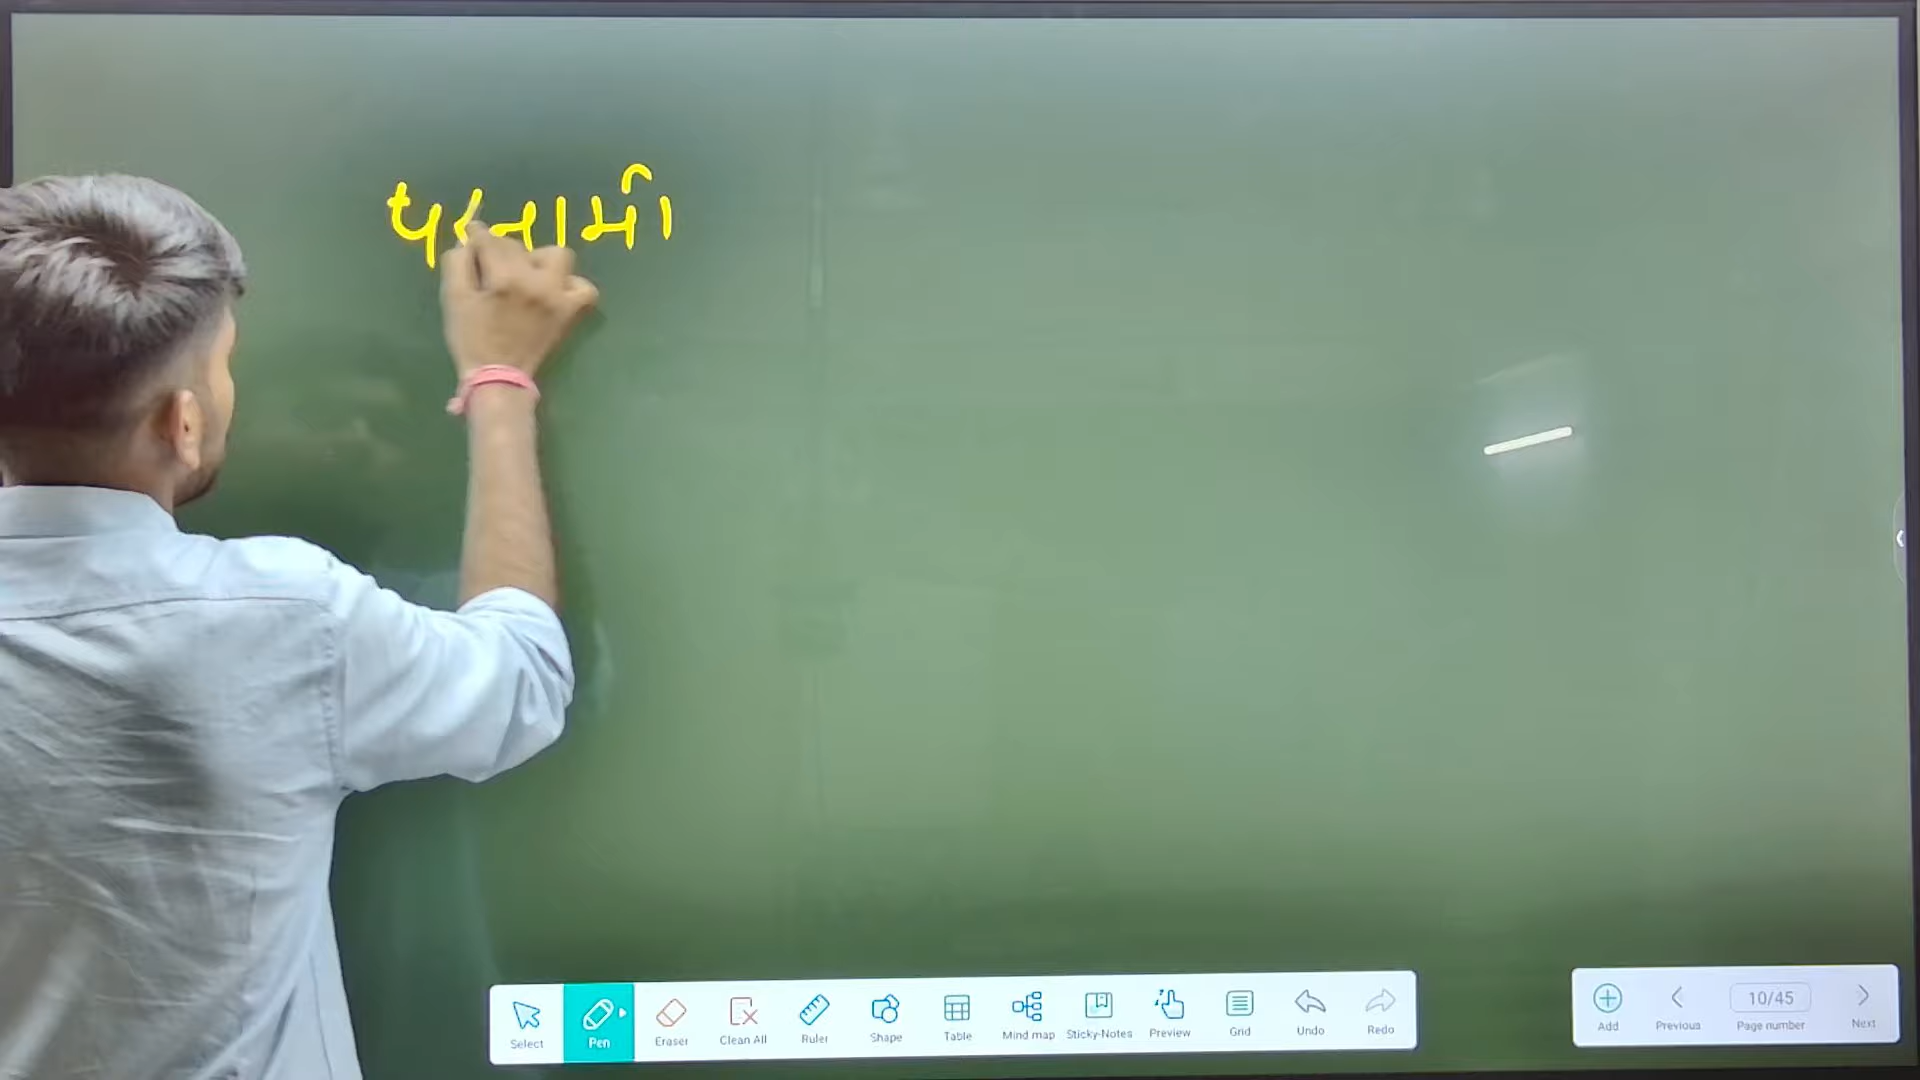 Select
Pen
Eraser
Clean All
Ruler
Shape
Table
Mind map
Sticky-Notes
Preview
Grid
Undo
Redo
Add
Previous
10/45
Page number
Next